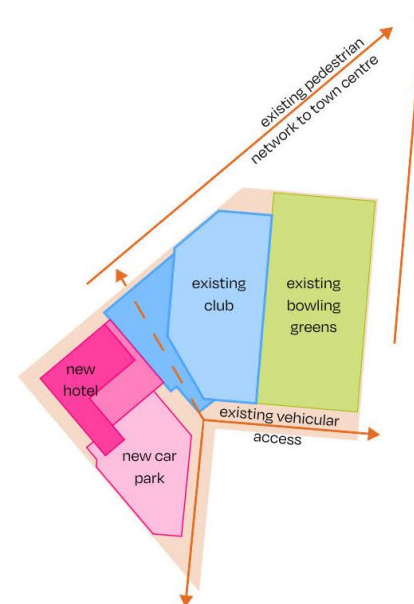 existing pedestrian
network to town centre
existing
club
existing
bowling
greens
new
hotel
existing vehicular
access
new car
park